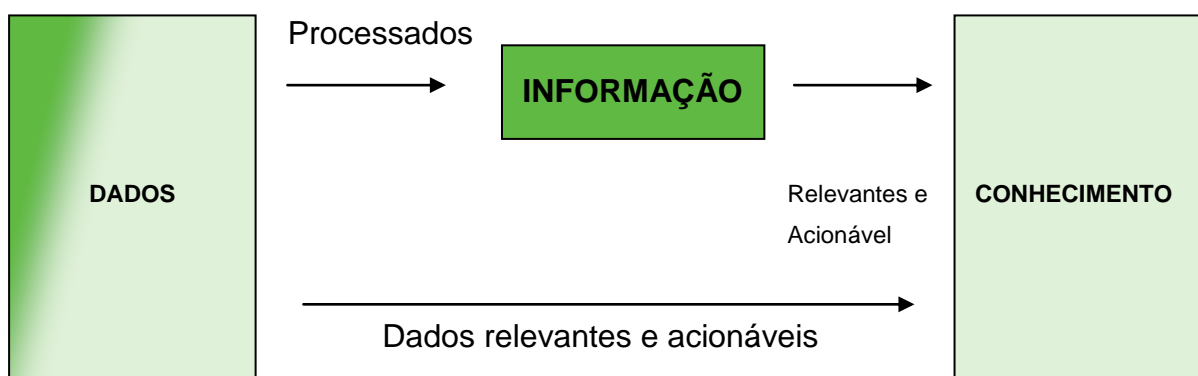 Processados
INFORMAÇÃO
DADOS
Relevantes e
Acionável
CONHECIMENTO
Dados relevantes e acionáveis